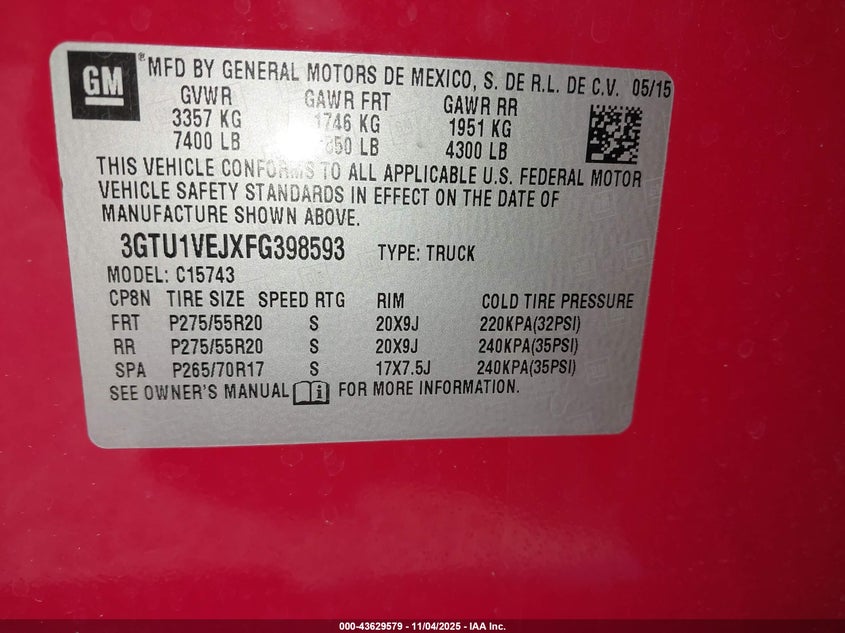 GM
® MFD BY GENERAL MOTORS DE MEXICO, S. DE R.L. DE C.V. 05/15
GVWR GAWR FRT GAWR RR
3357 KG 1746 KG 1951 KG
7400 LB LB 4300 LB
THIS VEHICLE CONFORMS TO ALL APPLICABLE U.S. FEDERAL MOTOR
VEHICLE SAFETY STANDARDS IN EFFECT ON THE DATE OF
MANUFACTURE SHOWN ABOVE.
3GTU1VEJXFG398593 TYPE: TRUCK
MODEL: C15743
CP8N TIRE SIZE SPEED RTG RIM COLD TIRE PRESSURE
FRT P275/55R20 S 20X9J 220KPA(32PSI)
RR P275/55R20 S 20X9J 240KPA(35PSI)
SPA P265/70R17 S 17X7.5J 240KPA(35PSI)
SEE OWNER'S MANUAL i FOR MORE INFORMATION.
000-43629579 - 11/04/2025 - IAA Inc.